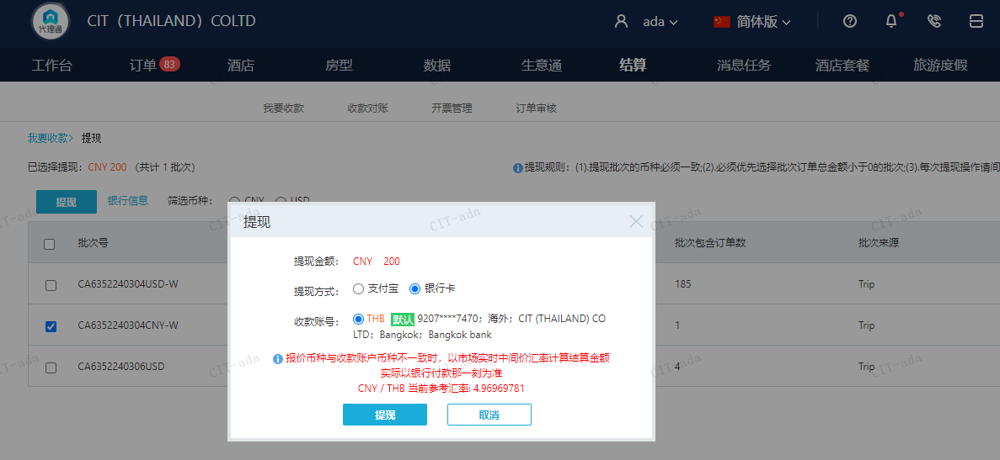 代理通
CIT（THAILAND）COLTD
ada
简体版
工作台
订单 83
酒店
房型
数据
生意通
结算
消息任务
酒店套餐
旅游度假
我要收款
收款对账
开票管理
订单审核
我要收款> 提现
已选择提现：CNY 200 （共计 1 批次）
提现规则：(1).提现批次的币种必须一致;(2).必须优先选择批次订单总金额小于0的批次;(3).每次提现操作请间
提现 银行信息 筛选币种： CNY USD
批次号 批次包含订单数 批次来源
CA6352240304USD-W 185 Trip
CA6352240304CNY-W 1 Trip
CA6352240306USD 4 Trip
提现
提现金额： CNY 200
提现方式： 支付宝 银行卡
收款账号： THB 默认 9207****7470；海外；CIT (THAILAND) CO
LTD；Bangkok；Bangkok bank
报价币种与收款账户币种不一致时，以市场实时中间价汇率计算结算金额
实际以银行付款那一刻为准
CNY / THB 当前参考汇率: 4.96969781
提现 取消
CIT-ada
CIT-ada
CIT-ada
CIT-ada
CIT-ada
CIT-ada
CIT-ada